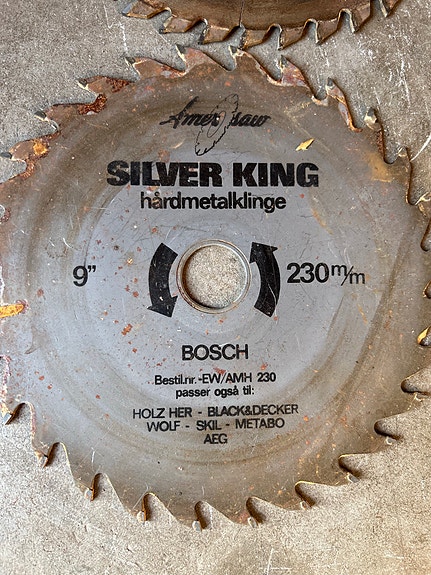 Amer saw
SILVER KING
hårdmetalklinge
9" 230m/m
BOSCH
Bestil.nr.-EW/AMH 230
passer også til:
HOLZ HER - BLACK&DECKER
WOLF - SKIL - METABO
AEG